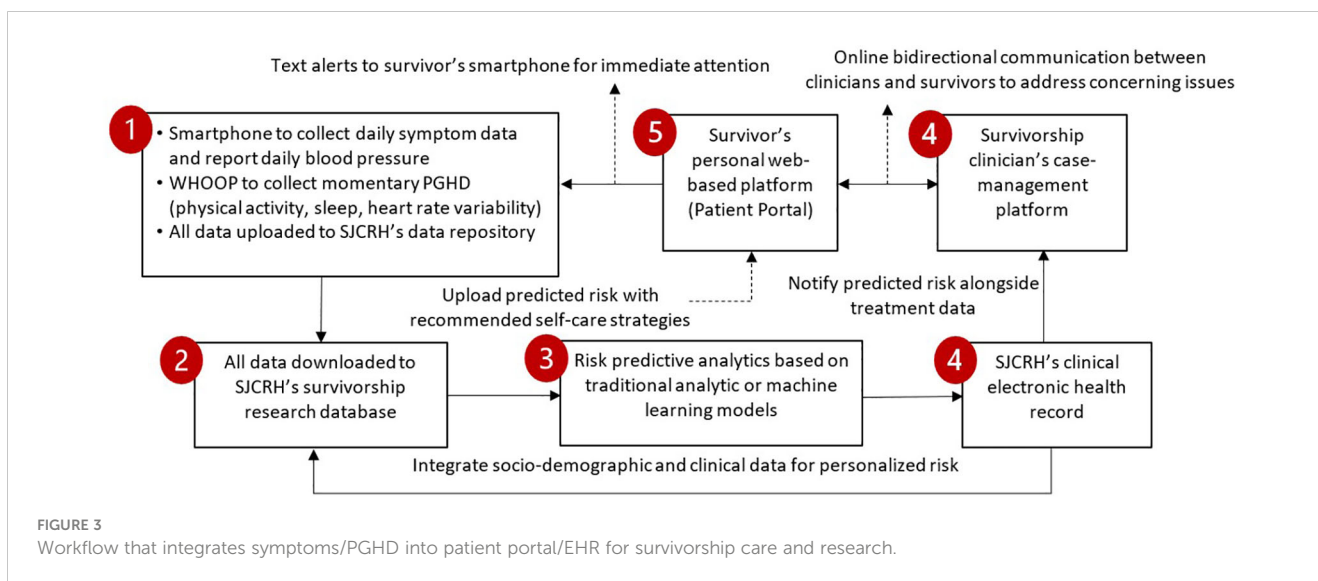 Text alerts to survivor's smartphone for immediate attention
Online bidirectional communication between
clinicians and survivors to address concerning issues
1
• Smartphone to collect daily symptom data
and report daily blood pressure
• WHOOP to collect momentary PGHD
(physical activity, sleep, heart rate variability)
• All data uploaded to SJCRH's data repository
5
Survivor's
personal web-
based platform
(Patient Portal)
4
Survivorship
clinician's case-
management
platform
Upload predicted risk with
recommended self-care strategies
Notify predicted risk alongside
treatment data
2
All data downloaded to
SJCRH's survivorship
research database
3
Risk predictive analytics based on
traditional analytic or machine
learning models
4
SJCRH's clinical
electronic health
record
Integrate socio-demographic and clinical data for personalized risk
FIGURE 3
Workflow that integrates symptoms/PGHD into patient portal/EHR for survivorship care and research.